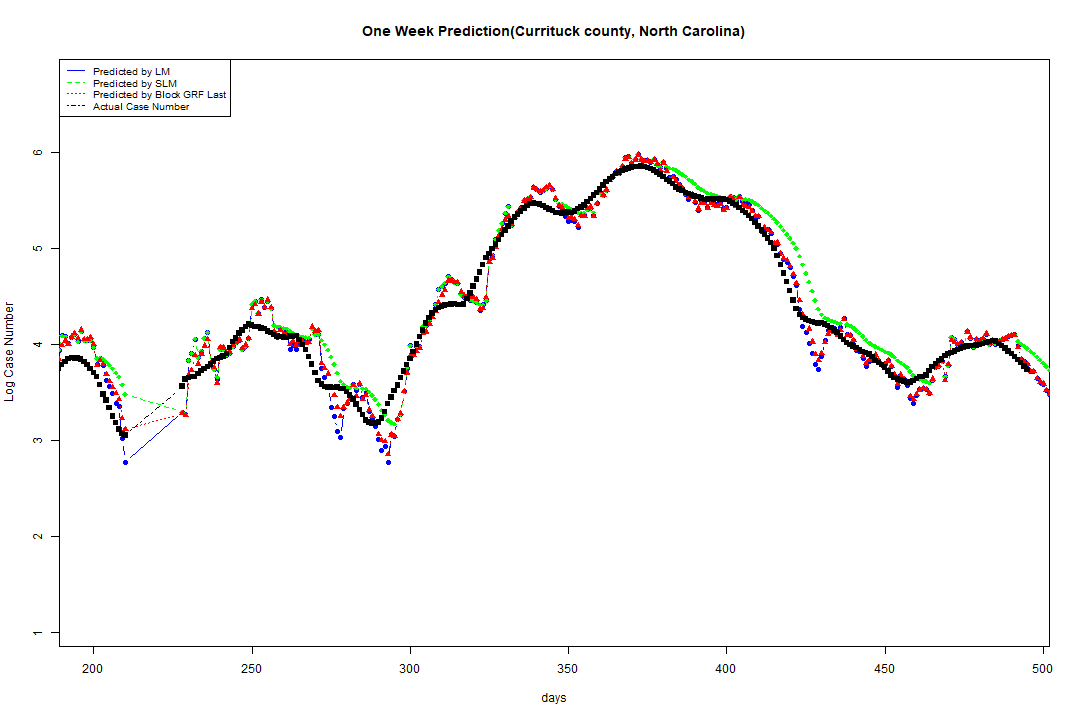 One Week Prediction(Currituck county, North Carolina)
Predicted by LM
Predicted by SLM
Predicted by Block GRF Last
Actual Case Number
Log Case Number
6
5
4
3
2
1
200 250 300 350 400 450 500
days